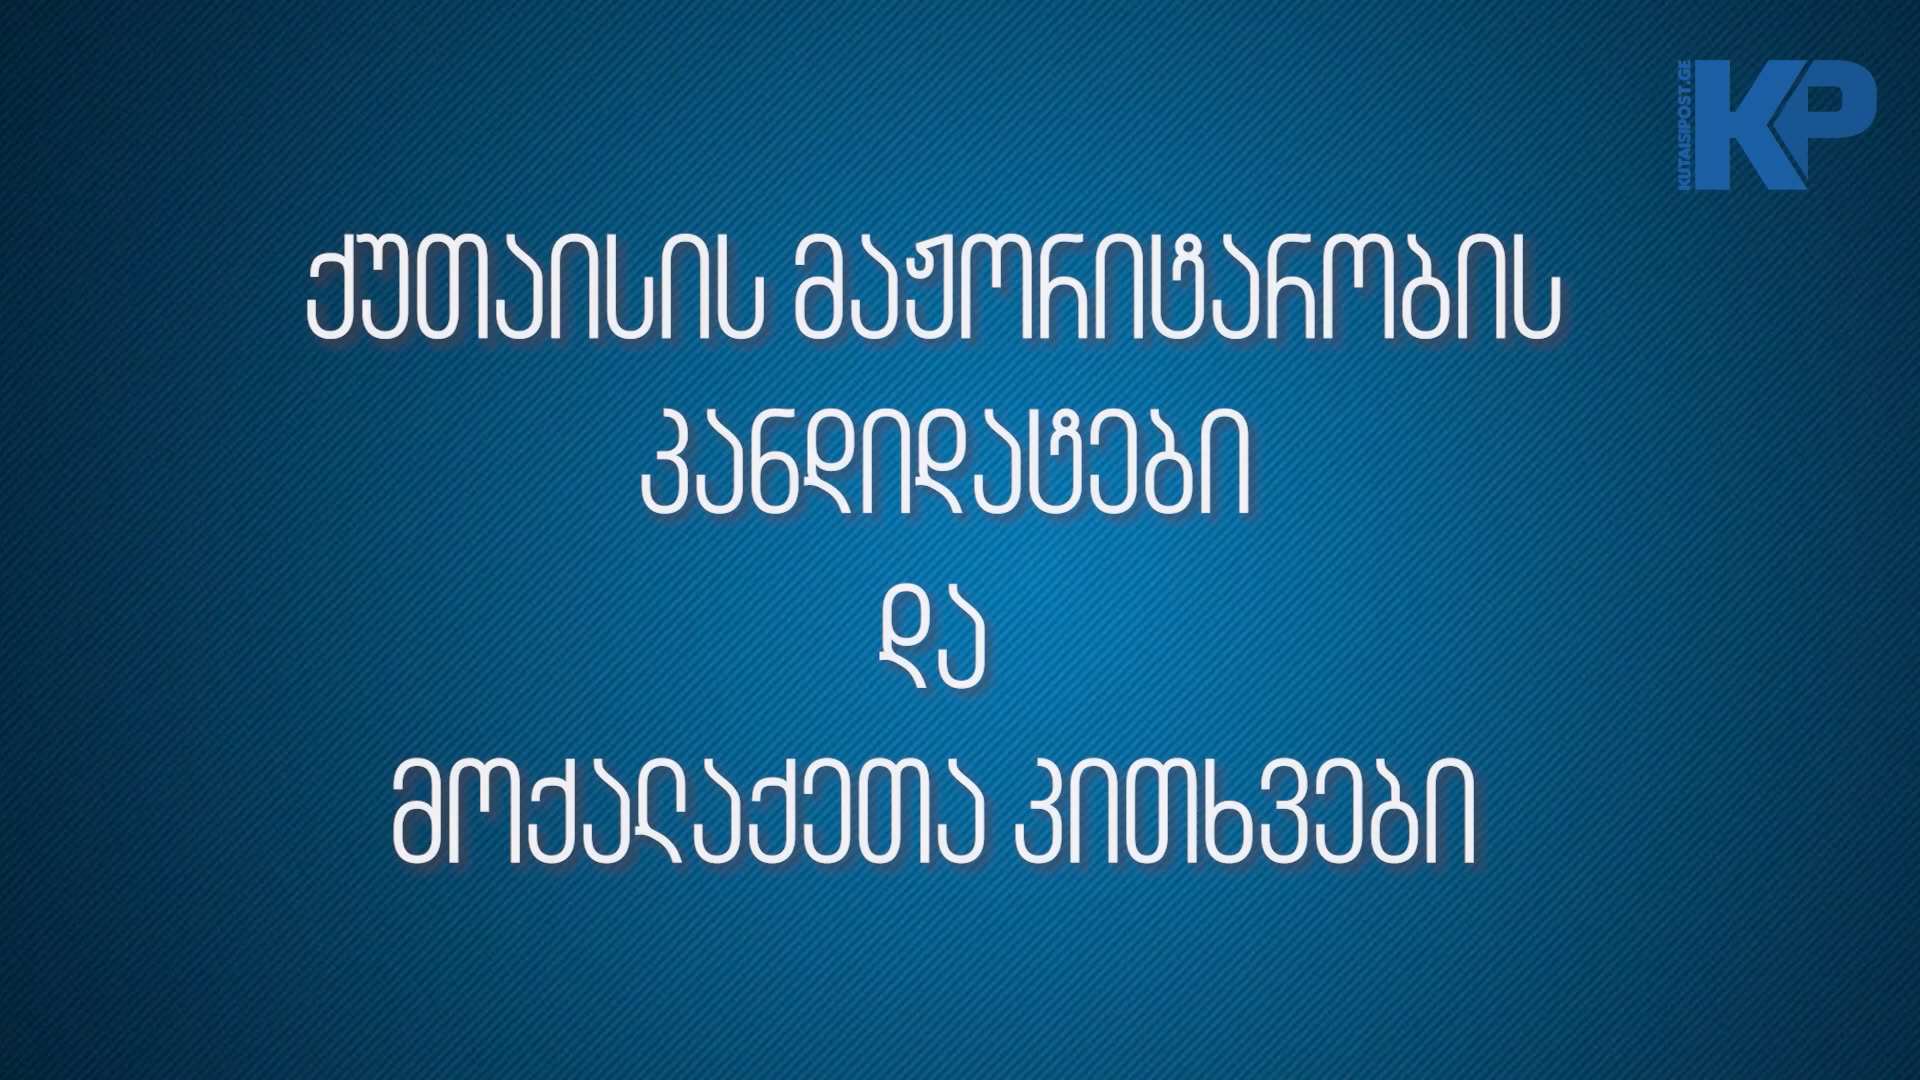 KUTAISIPOST.GE
KP
ქუთაისის მაჟორიტარობის
კანდიდატები
და
მოქალაქეთა კითხვები